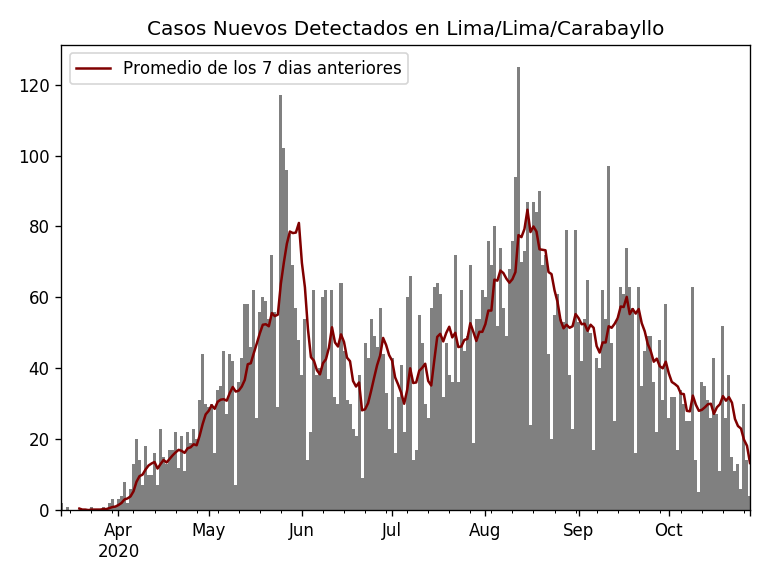 Casos Nuevos Detectados en Lima/Lima/Carabayllo
Promedio de los 7 dias anteriores
120
100
80
60
40
20
0
Apr May Jun Jul Aug Sep Oct
2020